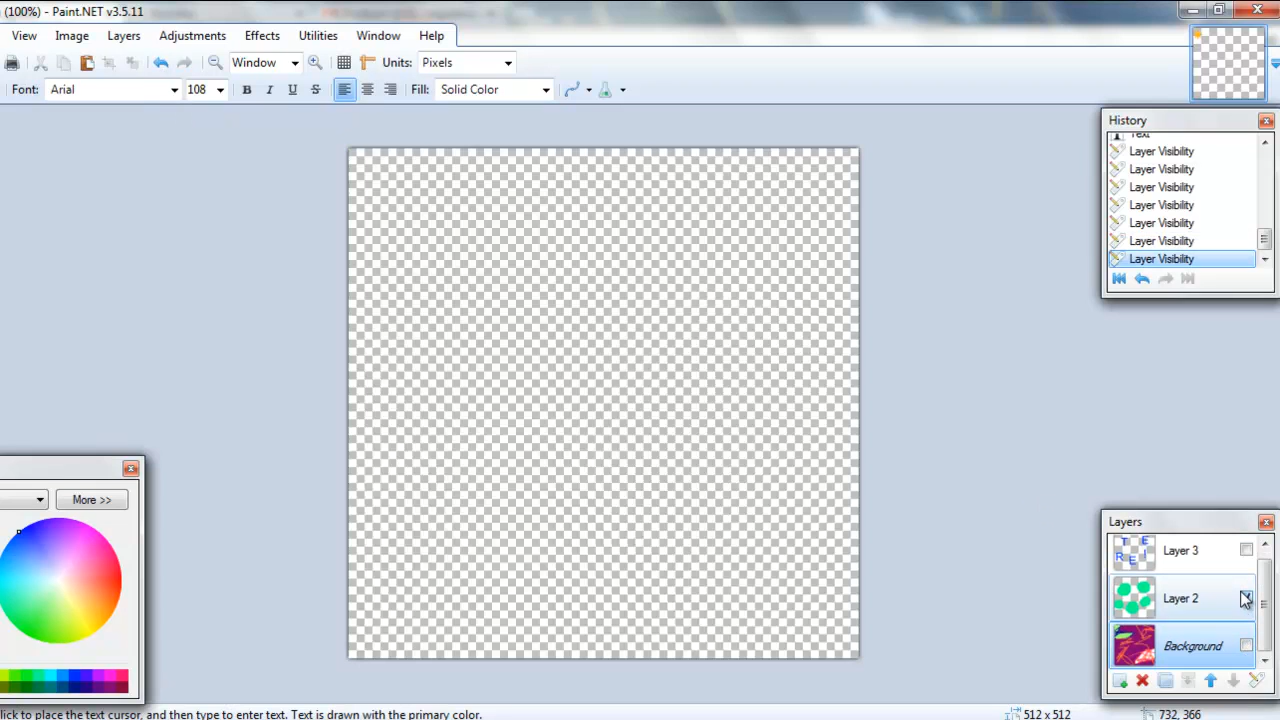 (100%) - Paint.NET v3.5.11
View Image Layers Adjustments Effects Utilities Window Help
Window Units: Pixels
Font: Arial 108 B I U S Fill: Solid Color
History
Text
Layer Visibility
Layer Visibility
Layer Visibility
Layer Visibility
Layer Visibility
Layer Visibility
Layer Visibility
More >>
Layers
T E
R E I
Layer 3
Layer 2
Background
lick to place the text cursor, and then type to enter text. Text is drawn with the primary color.
512 x 512
732, 366